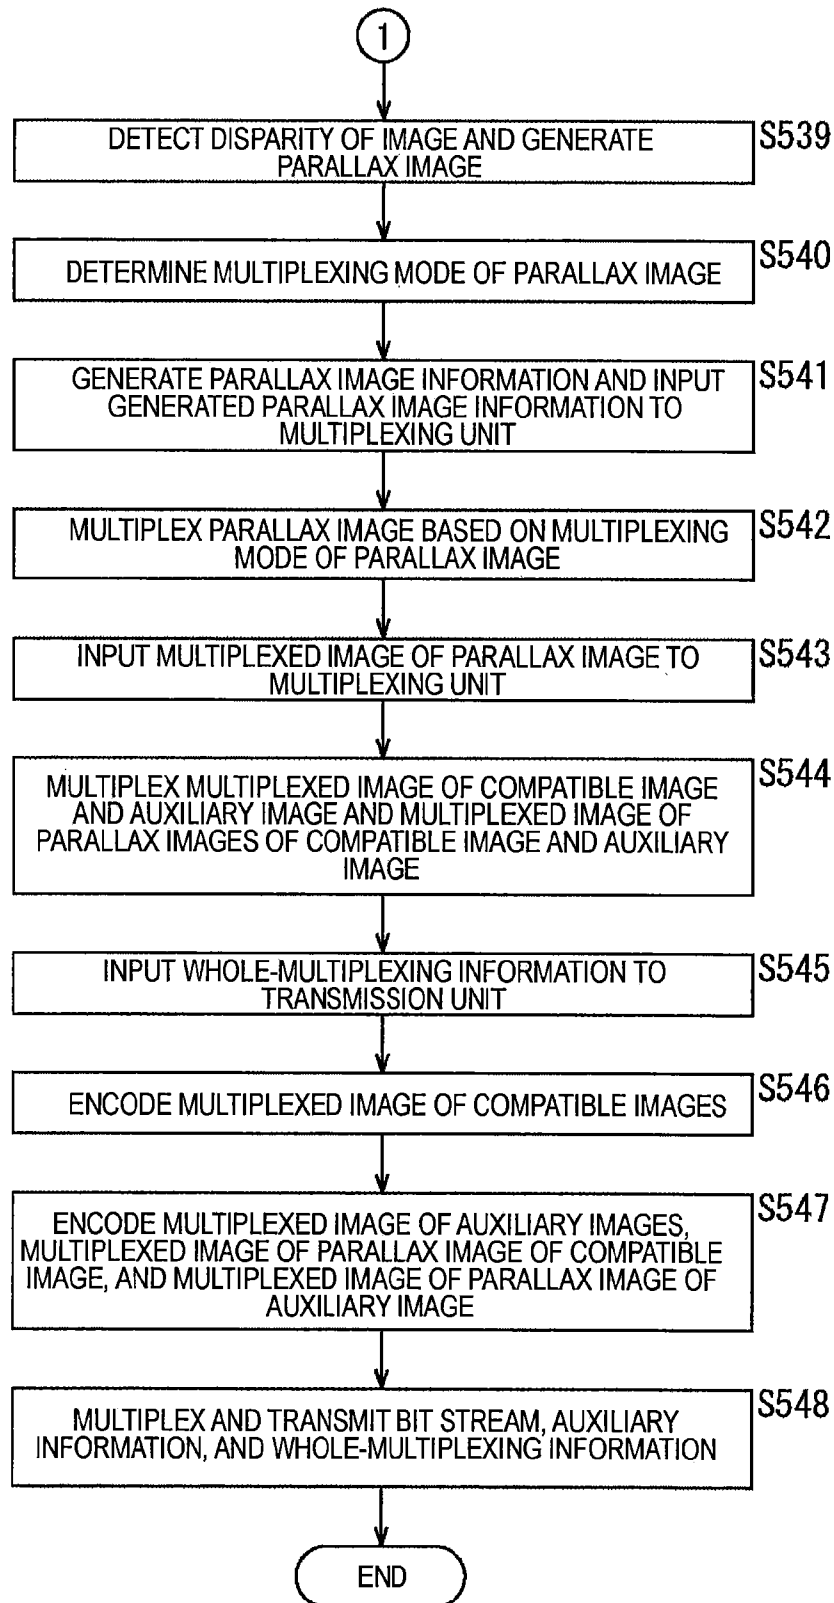 1
DETECT DISPARITY OF IMAGE AND GENERATE
PARALLAX IMAGE
S539
DETERMINE MULTIPLEXING MODE OF PARALLAX IMAGE
S540
GENERATE PARALLAX IMAGE INFORMATION AND INPUT
GENERATED PARALLAX IMAGE INFORMATION TO
MULTIPLEXING UNIT
S541
MULTIPLEX PARALLAX IMAGE BASED ON MULTIPLEXING
MODE OF PARALLAX IMAGE
S542
INPUT MULTIPLEXED IMAGE OF PARALLAX IMAGE TO
MULTIPLEXING UNIT
S543
MULTIPLEX MULTIPLEXED IMAGE OF COMPATIBLE IMAGE
AND AUXILIARY IMAGE AND MULTIPLEXED IMAGE OF
PARALLAX IMAGES OF COMPATIBLE IMAGE AND AUXILIARY
IMAGE
S544
INPUT WHOLE-MULTIPLEXING INFORMATION TO
TRANSMISSION UNIT
S545
ENCODE MULTIPLEXED IMAGE OF COMPATIBLE IMAGES
S546
ENCODE MULTIPLEXED IMAGE OF AUXILIARY IMAGES,
MULTIPLEXED IMAGE OF PARALLAX IMAGE OF COMPATIBLE
IMAGE, AND MULTIPLEXED IMAGE OF PARALLAX IMAGE OF
AUXILIARY IMAGE
S547
MULTIPLEX AND TRANSMIT BIT STREAM, AUXILIARY
INFORMATION, AND WHOLE-MULTIPLEXING INFORMATION
S548
END